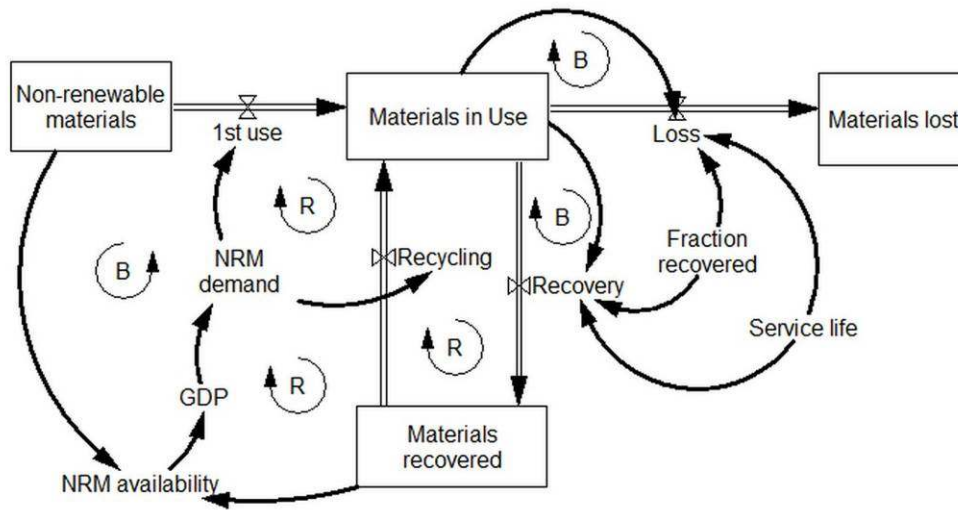 Non-renewable
materials
1st use
Materials in Use
B
Loss
Materials lost
R
B
B
NRM
demand
Recycling
Recovery
Fraction
recovered
Service life
R
R
GDP
Materials
recovered
NRM availability